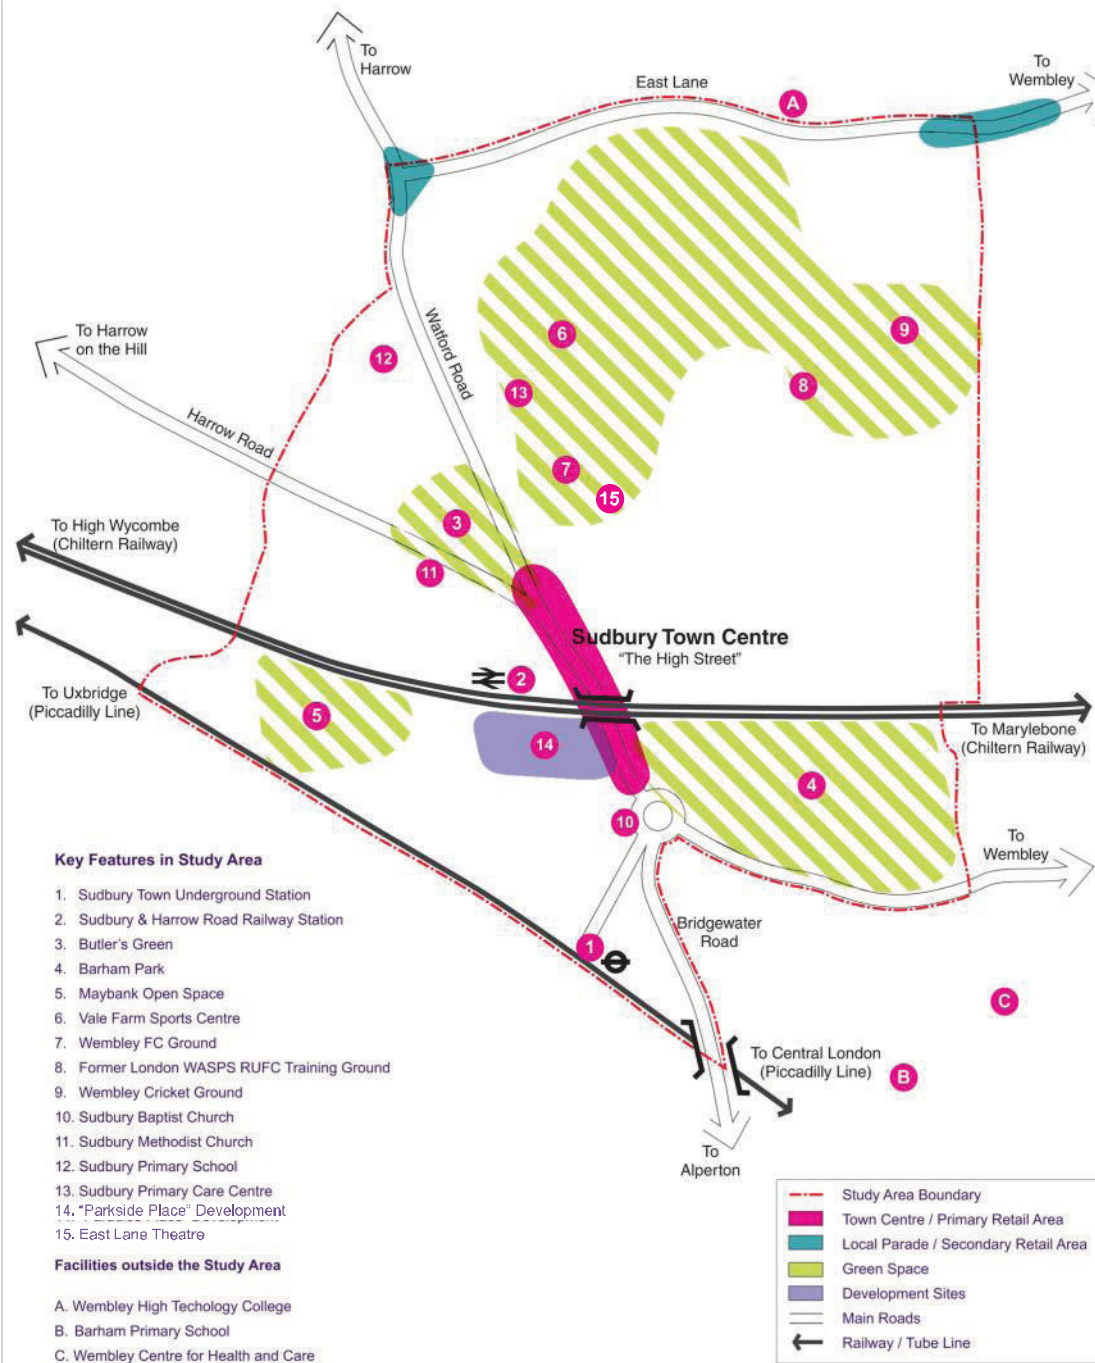 To
Harrow
East Lane
To
Wembley
A
To Harrow
on the Hill
Watford Road
6
9
12
13
8
Harrow Road
7
15
3
To High Wycombe
(Chiltern Railway)
11
Sudbury Town Centre
"The High Street"
2
To Uxbridge
(Piccadilly Line)
5
14
To Marylebone
(Chiltern Railway)
4
10
To
Wembley
Bridgewater
Road
1
C
To Central London
(Piccadilly Line)
B
To
Alperton
Key Features in Study Area
1. Sudbury Town Underground Station
2. Sudbury & Harrow Road Railway Station
3. Butler's Green
4. Barham Park
5. Maybank Open Space
6. Vale Farm Sports Centre
7. Wembley FC Ground
8. Former London WASPS RUFC Training Ground
9. Wembley Cricket Ground
10. Sudbury Baptist Church
11. Sudbury Methodist Church
12. Sudbury Primary School
13. Sudbury Primary Care Centre
14. "Parkside Place" Development
15. East Lane Theatre
Facilities outside the Study Area
A. Wembley High Techology College
B. Barham Primary School
C. Wembley Centre for Health and Care
Study Area Boundary
Town Centre / Primary Retail Area
Local Parade / Secondary Retail Area
Green Space
Development Sites
Main Roads
Railway / Tube Line